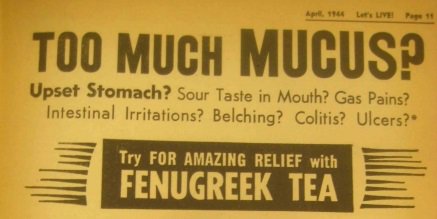 April, 1944 Let's LIVE! Page 11
TOO MUCH MUCUS?
Upset Stomach? Sour Taste in Mouth? Gas Pains?
Intestinal Irritations? Belching? Colitis? Ulcers?*
Try FOR AMAZING RELIEF with
FENUGREEK TEA